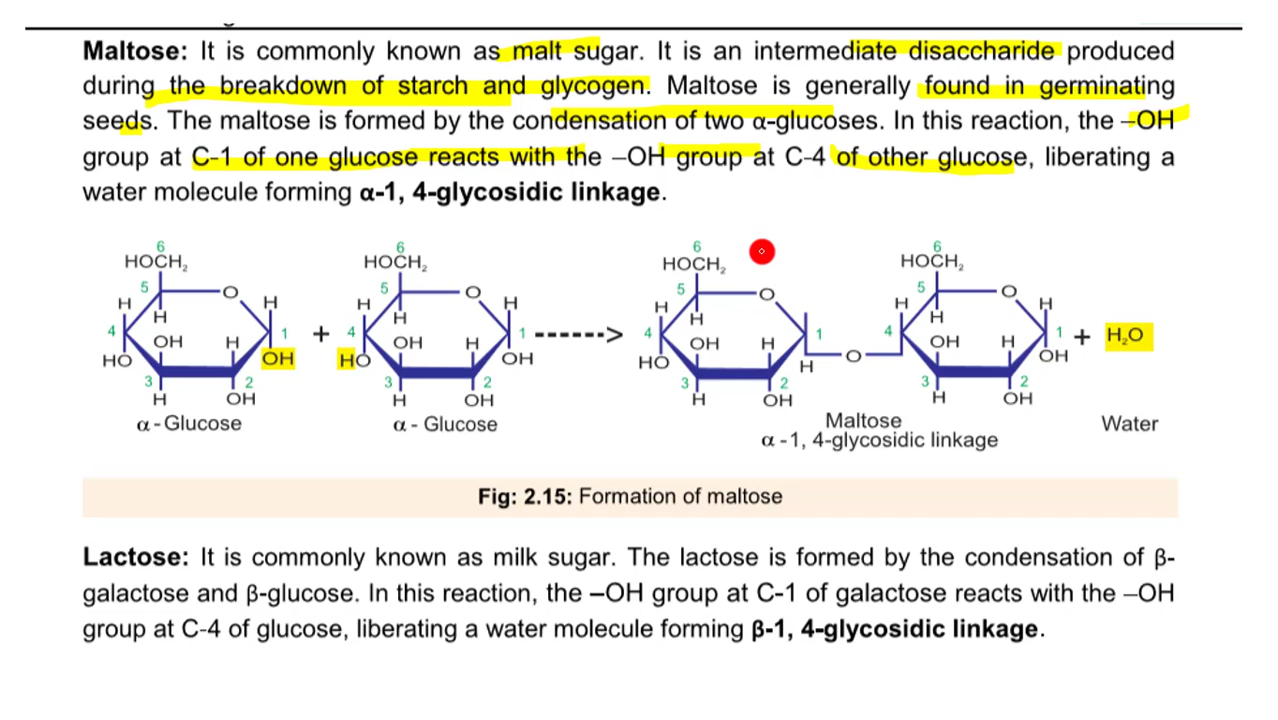 Maltose: It is commonly known as malt sugar. It is an intermediate disaccharide produced
during the breakdown of starch and glycogen. Maltose is generally found in germinating
seeds. The maltose is formed by the condensation of two α-glucoses. In this reaction, the –OH
group at C-1 of one glucose reacts with the –OH group at C-4 of other glucose, liberating a
water molecule forming α-1, 4-glycosidic linkage.
6 6 6 6
HOCH₂ HOCH₂ HOCH₂ HOCH₂
5 O 5 O 5 O 5 O
H H H H H H H
H H H H
4 OH H 1 + 4 OH H 1 ------> 4 OH H 1 4 OH H 1 + H₂O
HO OH HO OH HO H O OH
3 2 3 2 3 2 3 2
H OH H OH H OH H OH
α - Glucose α - Glucose Maltose Water
α -1, 4-glycosidic linkage
Fig: 2.15: Formation of maltose
Lactose: It is commonly known as milk sugar. The lactose is formed by the condensation of β-
galactose and β-glucose. In this reaction, the –OH group at C-1 of galactose reacts with the –OH
group at C-4 of glucose, liberating a water molecule forming β-1, 4-glycosidic linkage.